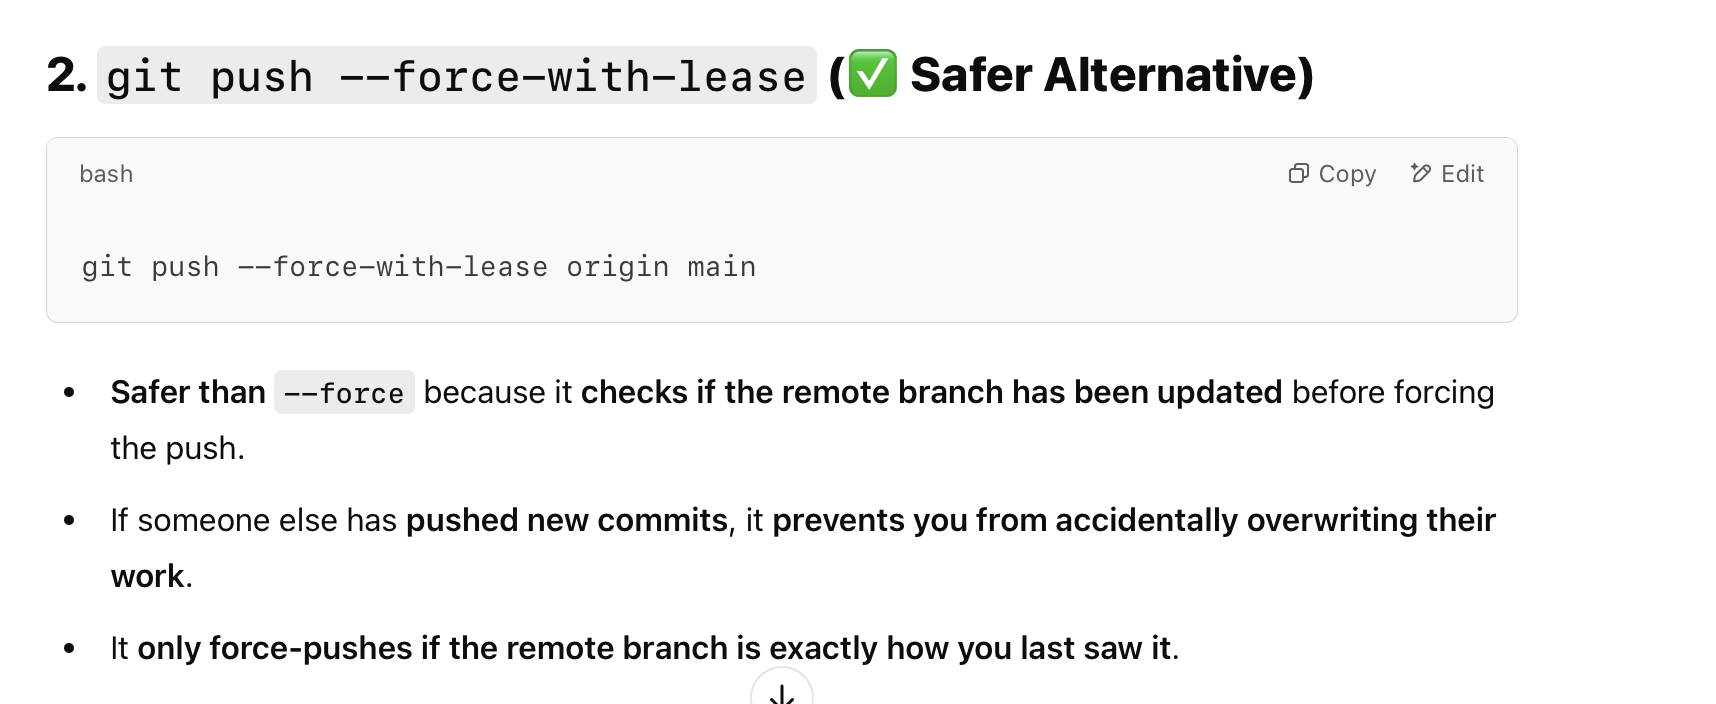 2. git push --force-with-lease (✅ Safer Alternative)
bash
Copy
Edit
git push --force-with-lease origin main
• Safer than --force because it checks if the remote branch has been updated before forcing
the push.
• If someone else has pushed new commits, it prevents you from accidentally overwriting their
work.
• It only force-pushes if the remote branch is exactly how you last saw it.